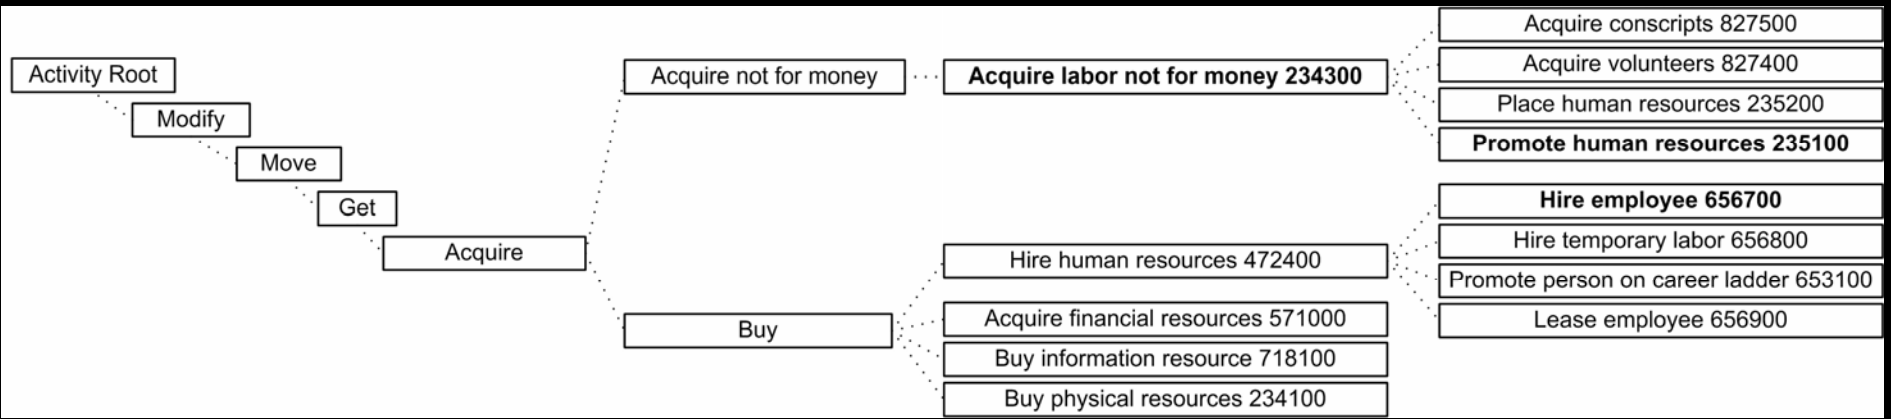 Activity Root
Modify
Move
Get
Acquire
Acquire not for money
Acquire labor not for money 234300
Acquire conscripts 827500
Acquire volunteers 827400
Place human resources 235200
Promote human resources 235100
Buy
Hire human resources 472400
Hire employee 656700
Hire temporary labor 656800
Promote person on career ladder 653100
Lease employee 656900
Acquire financial resources 571000
Buy information resource 718100
Buy physical resources 234100